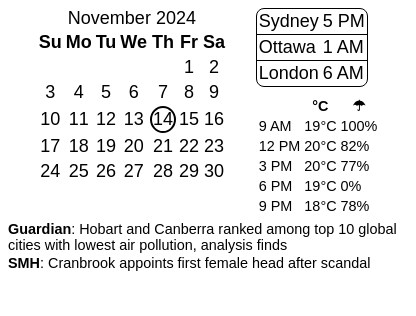 November 2024
Su Mo Tu We Th Fr Sa
1 2
3 4 5 6 7 8 9
10 11 12 13 14 15 16
17 18 19 20 21 22 23
24 25 26 27 28 29 30
Sydney 5 PM
Ottawa 1 AM
London 6 AM
°C ☂
9 AM 19°C 100%
12 PM 20°C 82%
3 PM 20°C 77%
6 PM 19°C 0%
9 PM 18°C 78%
Guardian: Hobart and Canberra ranked among top 10 global
cities with lowest air pollution, analysis finds
SMH: Cranbrook appoints first female head after scandal